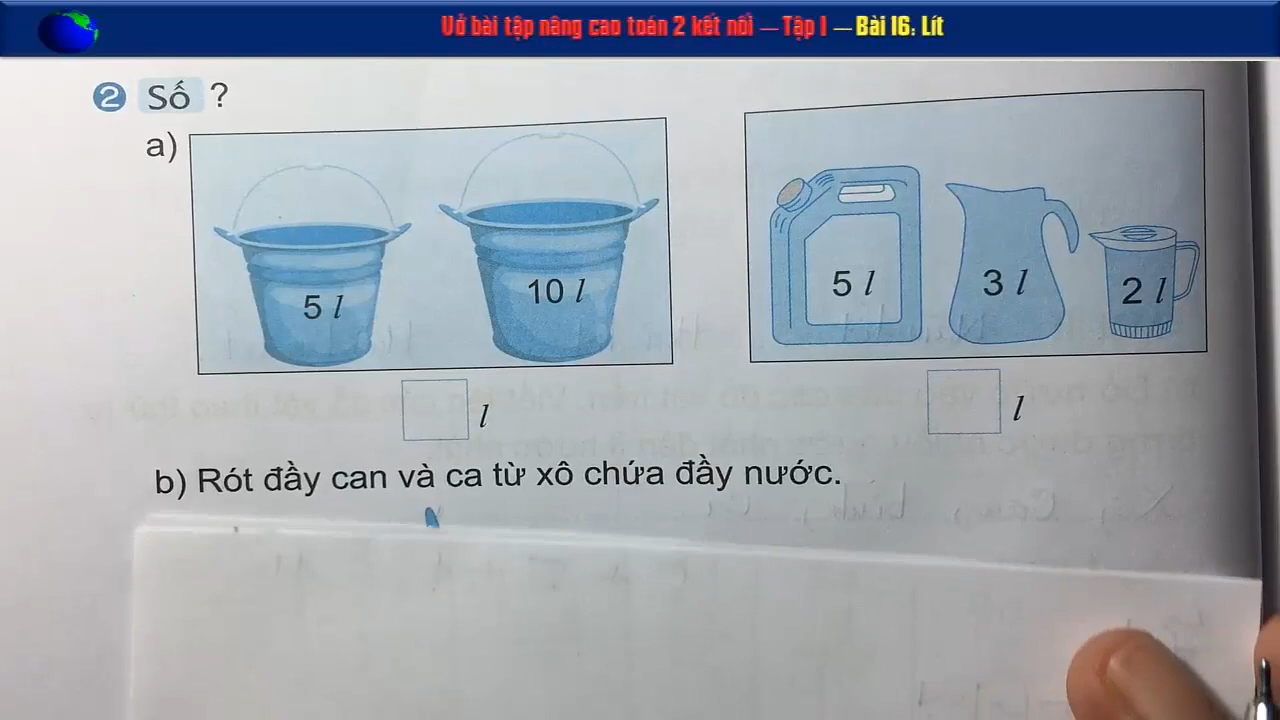 Vở bài tập nâng cao toán 2 kết nối – Tập 1 – Bài 16: Lít
2 Số ?
a)
5 l
10 l
5 l
3 l
2 l
l
l
b) Rót đầy can và ca từ xô chứa đầy nước.